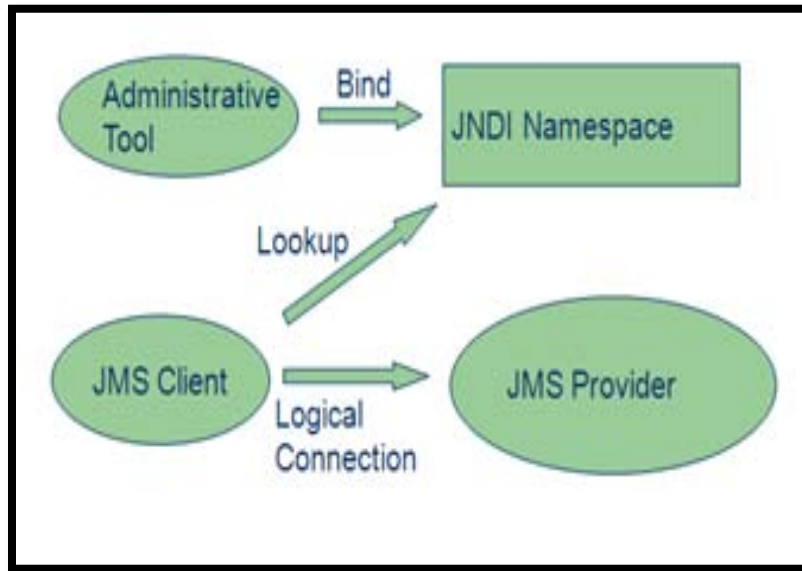 Administrative
Tool
Bind
JNDI Namespace
Lookup
JMS Client
JMS Provider
Logical
Connection